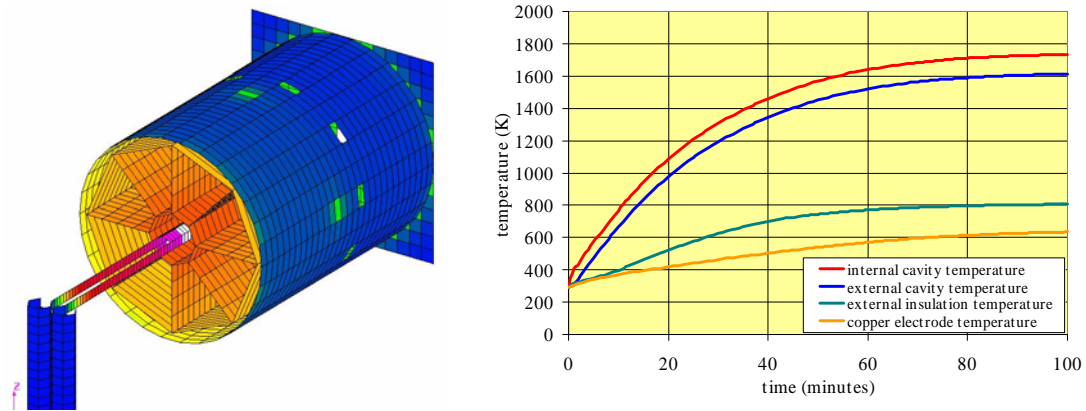 Z
2000
1800
1600
1400
1200
1000
800
600
400
200
0
temperature (K)
internal cavity temperature
external cavity temperature
external insulation temperature
copper electrode temperature
0 20 40 60 80 100
time (minutes)